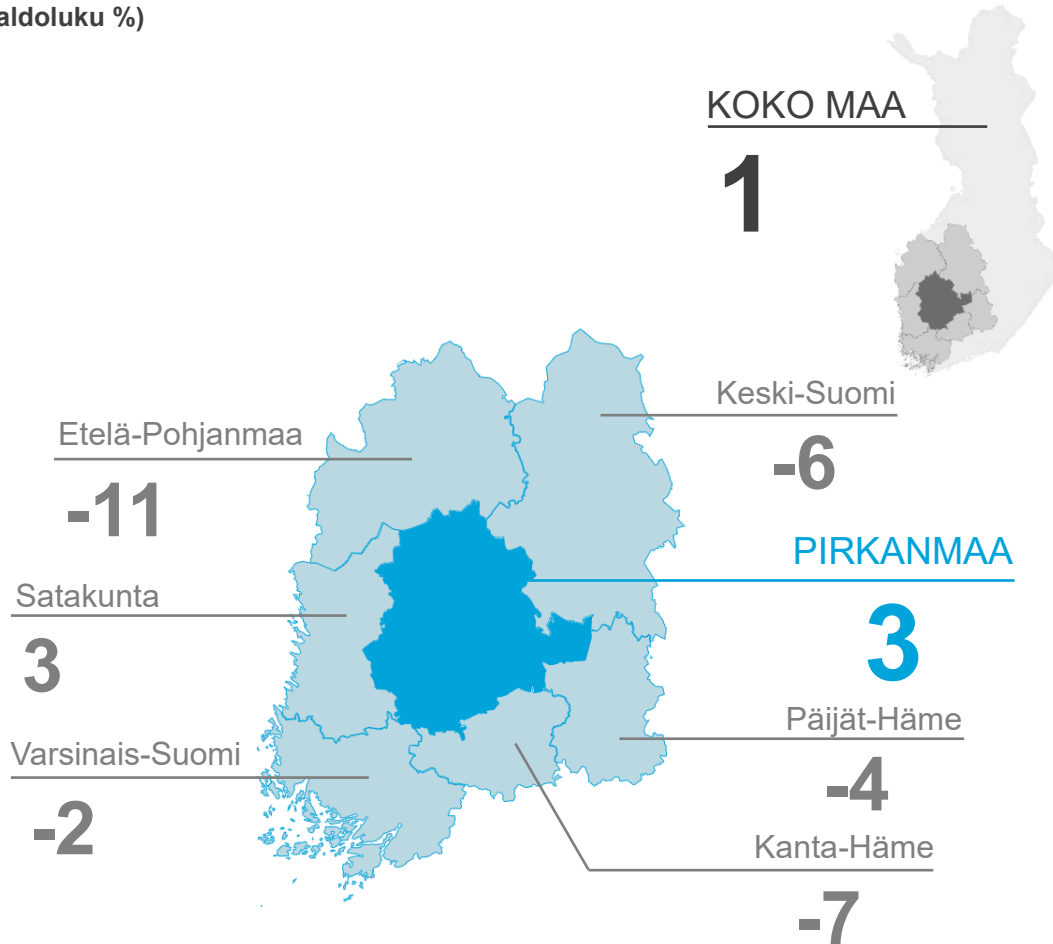 aldoluku %)
KOKO MAA
1
Keski-Suomi
-6
Etelä-Pohjanmaa
-11
PIRKANMAA
3
Satakunta
3
Päijät-Häme
-4
Varsinais-Suomi
-2
Kanta-Häme
-7